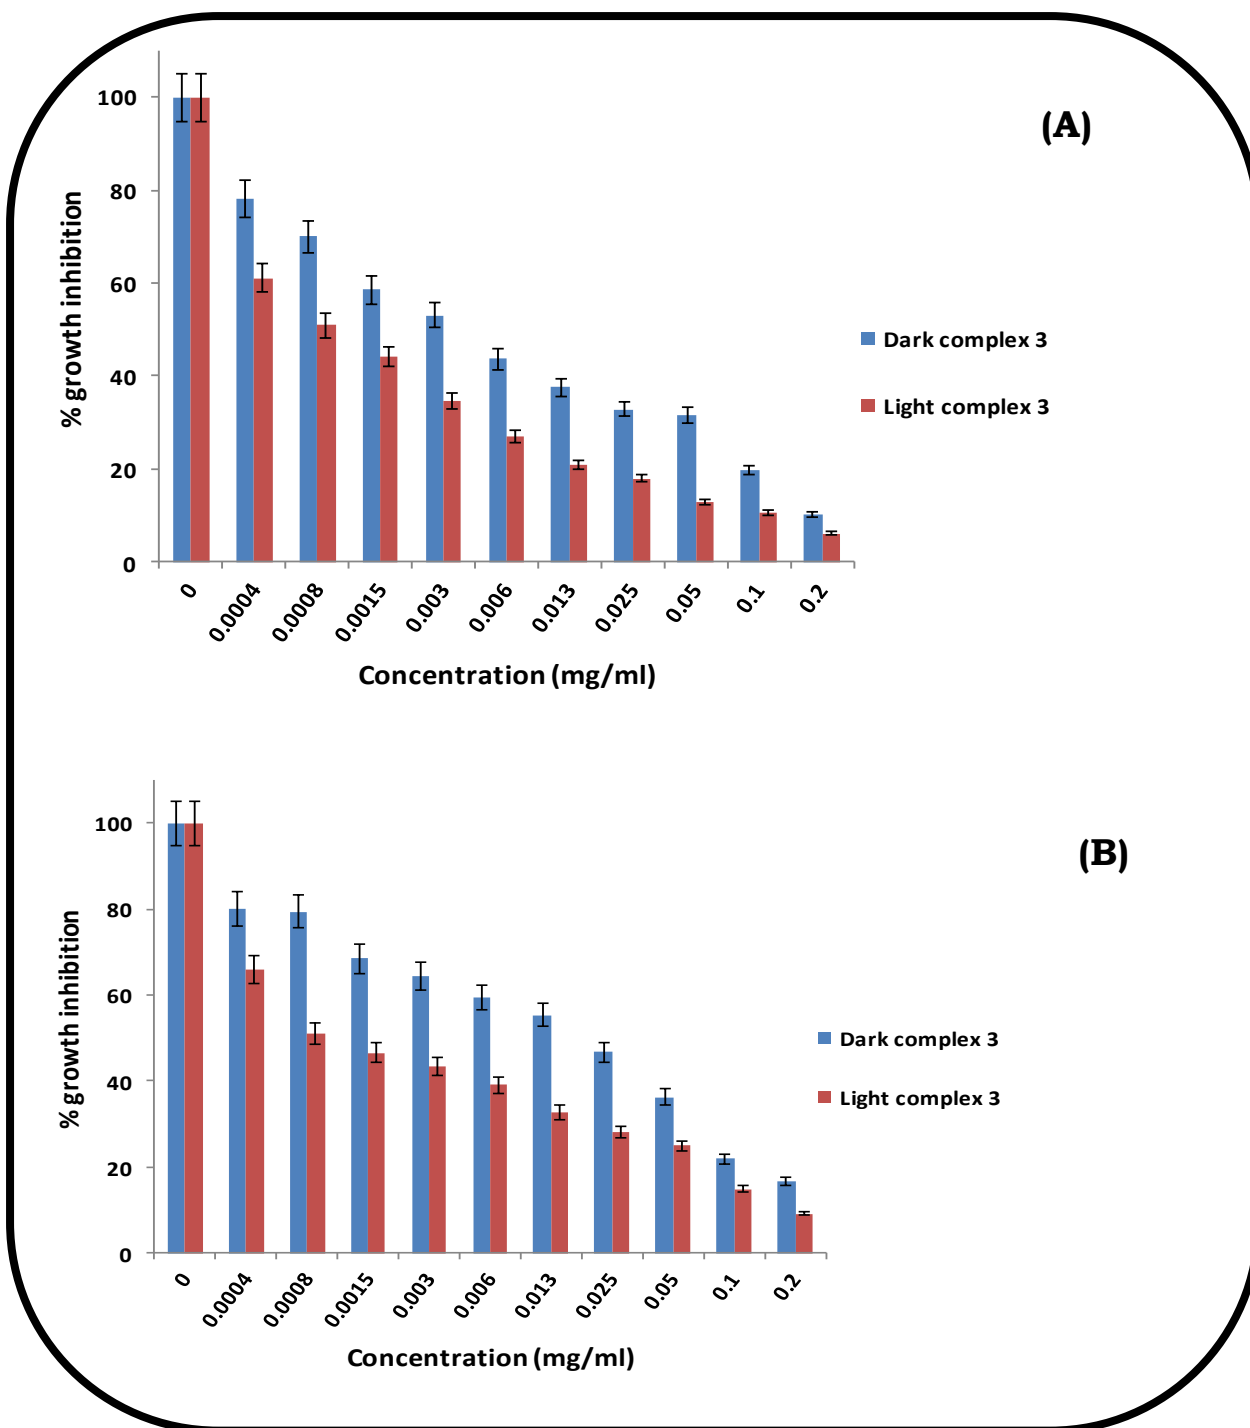 (A)
% growth inhibition
100
80
60
40
20
0
0 0.0004 0.0008 0.0015 0.003 0.006 0.013 0.025 0.05 0.1 0.2
Concentration (mg/ml)
Dark complex 3
Light complex 3
(B)
% growth inhibition
100
80
60
40
20
0
0 0.0004 0.0008 0.0015 0.003 0.006 0.013 0.025 0.05 0.1 0.2
Concentration (mg/ml)
Dark complex 3
Light complex 3